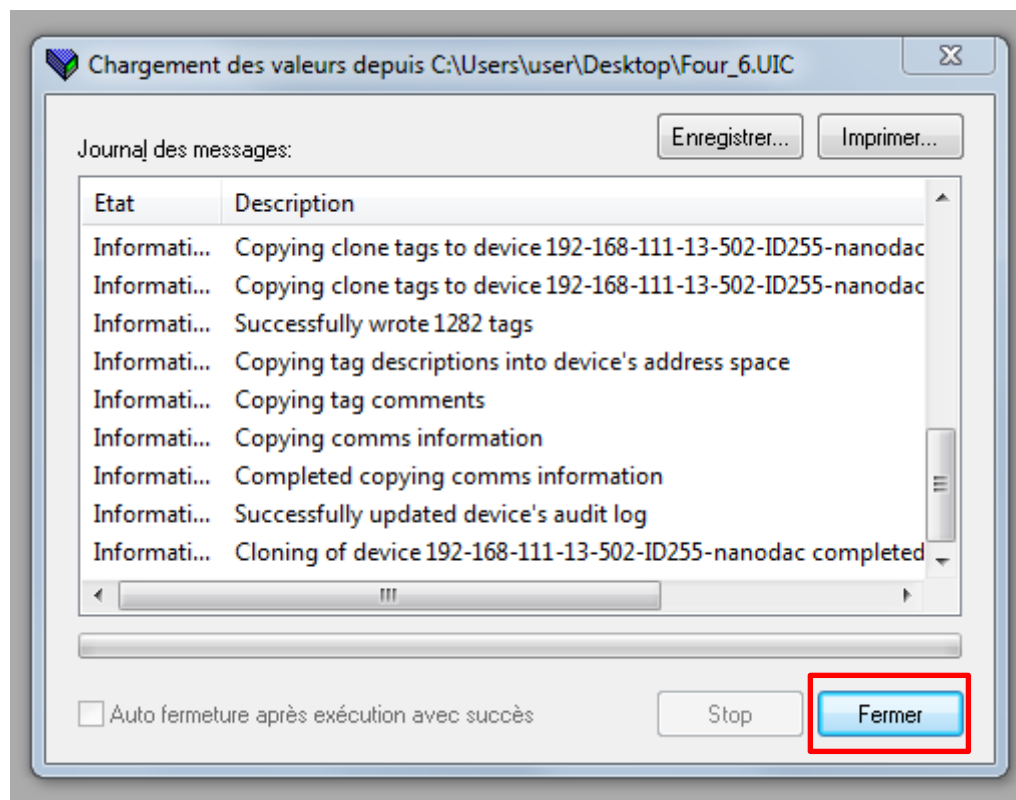 Chargement des valeurs depuis C:\Users\user\Desktop\Four_6.UIC
Journal des messages:
Enregistrer... Imprimer...
Etat Description
Informati... Copying clone tags to device 192-168-111-13-502-ID255-nanodac
Informati... Copying clone tags to device 192-168-111-13-502-ID255-nanodac
Informati... Successfully wrote 1282 tags
Informati... Copying tag descriptions into device's address space
Informati... Copying tag comments
Informati... Copying comms information
Informati... Completed copying comms information
Informati... Successfully updated device's audit log
Informati... Cloning of device 192-168-111-13-502-ID255-nanodac completed
Auto fermeture après exécution avec succès
Stop Fermer